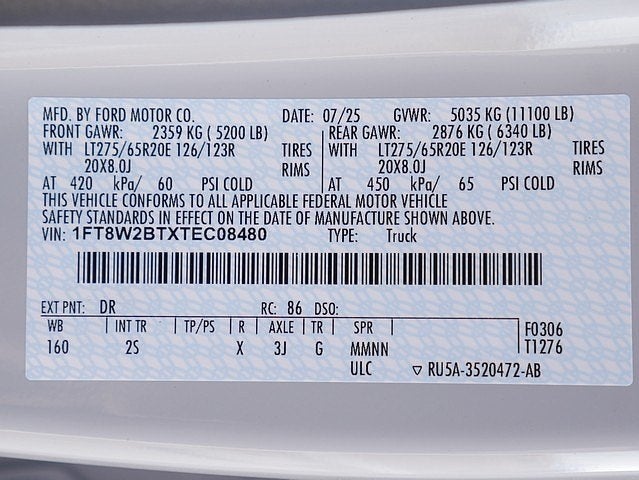 MFD. BY FORD MOTOR CO. DATE: 07/25 GVWR: 5035 KG (11100 LB)
FRONT GAWR: 2359 KG ( 5200 LB) REAR GAWR: 2876 KG ( 6340 LB)
WITH LT275/65R20E 126/123R TIRES WITH LT275/65R20E 126/123R TIRES
20X8.0J RIMS 20X8.0J RIMS
AT 420 kPa/ 60 PSI COLD AT 450 kPa/ 65 PSI COLD
THIS VEHICLE CONFORMS TO ALL APPLICABLE FEDERAL MOTOR VEHICLE
SAFETY STANDARDS IN EFFECT ON THE DATE OF MANUFACTURE SHOWN ABOVE.
VIN: 1FT8W2BTXTEC08480 TYPE: Truck
EXT PNT: DR RC: 86 DSO:
WB INT TR TP/PS R AXLE TR SPR F0306
160 2S X 3J G MMNN T1276
ULC ▽ RU5A-3520472-AB